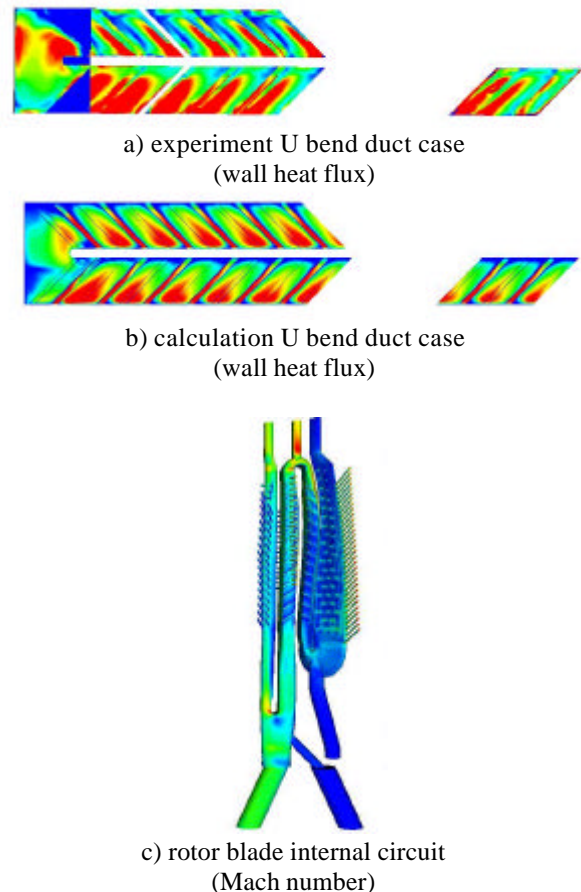 a) experiment U bend duct case
(wall heat flux)
b) calculation U bend duct case
(wall heat flux)
c) rotor blade internal circuit
(Mach number)